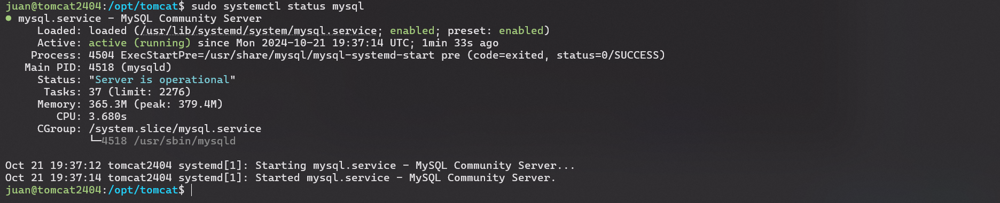 juan@tomcat2404:/opt/tomcat$ sudo systemctl status mysql
● mysql.service - MySQL Community Server
     Loaded: loaded (/usr/lib/systemd/system/mysql.service; enabled; preset: enabled)
     Active: active (running) since Mon 2024-10-21 19:37:14 UTC; 1min 33s ago
    Process: 4504 ExecStartPre=/usr/share/mysql/mysql-systemd-start pre (code=exited, status=0/SUCCESS)
   Main PID: 4518 (mysqld)
     Status: "Server is operational"
      Tasks: 37 (limit: 2276)
     Memory: 365.3M (peak: 379.4M)
        CPU: 3.680s
     CGroup: /system.slice/mysql.service
             └─4518 /usr/sbin/mysqld

Oct 21 19:37:12 tomcat2404 systemd[1]: Starting mysql.service - MySQL Community Server...
Oct 21 19:37:14 tomcat2404 systemd[1]: Started mysql.service - MySQL Community Server.
juan@tomcat2404:/opt/tomcat$